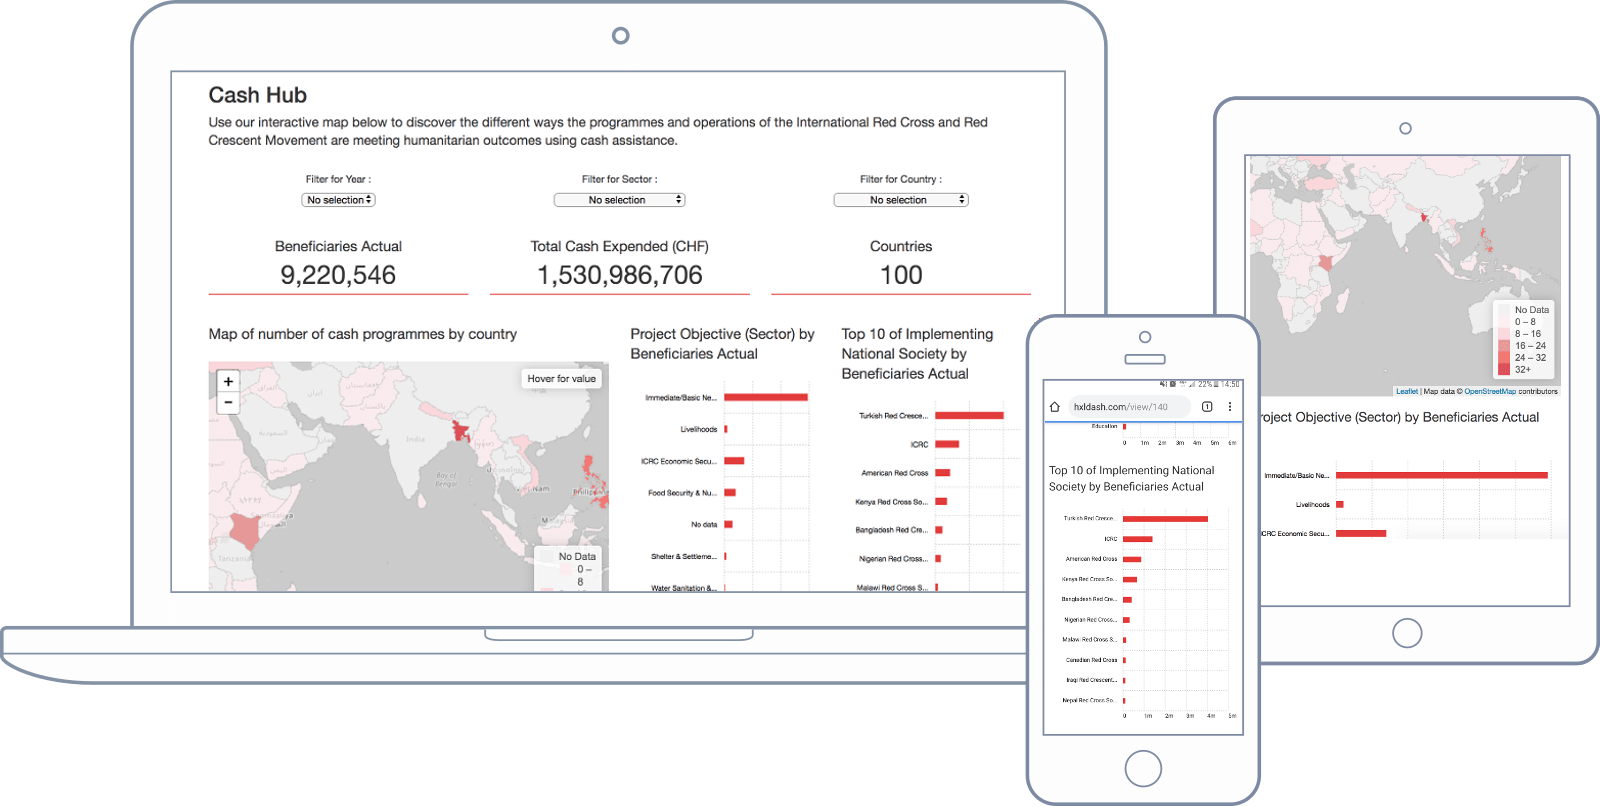 Cash Hub
Use our interactive map below to discover the different ways the programmes and operations of the International Red Cross and Red
Crescent Movement are meeting humanitarian outcomes using cash assistance.
Filter for Year :
No selection
Filter for Sector :
No selection
Filter for Country :
No selection
Beneficiaries Actual
9,220,546
Total Cash Expended (CHF)
1,530,986,706
Countries
100
Map of number of cash programmes by country
+
−
Hover for value
India
Bay of
Bengal
Nam
Philip
Tanzania
No Data
0 –
8
Project Objective (Sector) by
Beneficiaries Actual
Immediate/Basic Ne...
Livelihoods
ICRC Economic Secu...
Food Security & Nu...
No data
Shelter & Settleme...
Water Sanitation &...
Top 10 of Implementing
National Society by
Beneficiaries Actual
Turkish Red Cresce...
ICRC
American Red Cross
Kenya Red Cross So...
Bangladesh Red Cre...
Nigerian Red Cross...
Malawi Red Cross S...
22% 14:50
hxldash.com/view/140
1
Education
0 1m 2m 3m 4m 5m 6m
Top 10 of Implementing National
Society by Beneficiaries Actual
Turkish Red Cresce...
ICRC
American Red Cross
Kenya Red Cross So...
Bangladesh Red Cre...
Nigerian Red Cross...
Malawi Red Cross S...
Canadian Red Cross
Iraqi Red Crescent...
Nepal Red Cross So...
0 1m 2m 3m 4m 5m
No Data
0 – 8
8 – 16
16 – 24
24 – 32
32+
Leaflet | Map data © OpenStreetMap contributors
roject Objective (Sector) by Beneficiaries Actual
Immediate/Basic Ne...
Livelihoods
ICRC Economic Secu...